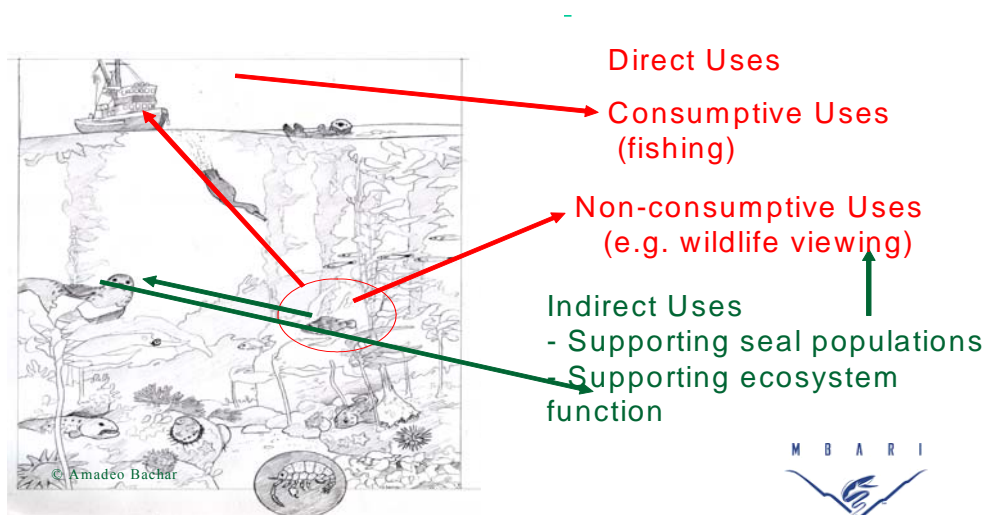 Direct Uses
Consumptive Uses
(fishing)
Non-consumptive Uses
(e.g. wildlife viewing)
Indirect Uses
- Supporting seal populations
- Supporting ecosystem
function
© Amadeo Bachar
M B A R I